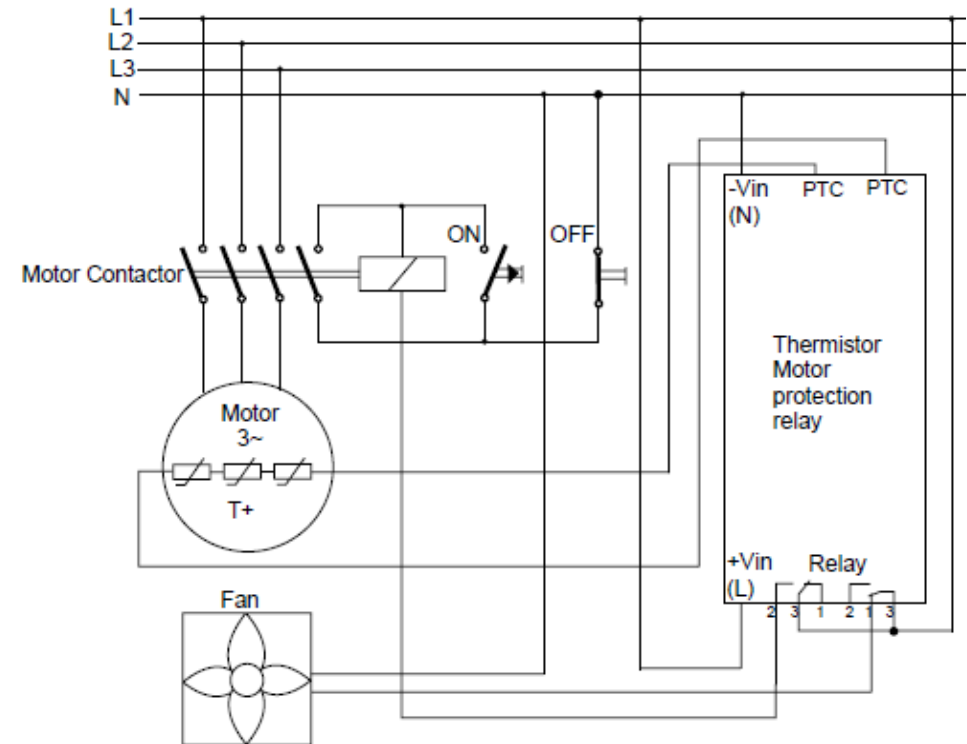 L1
L2
L3
N
-Vin
(N)
PTC
PTC
ON
OFF
Motor Contactor
Thermistor
Motor
protection
relay
Motor
3~
T+
+Vin
(L)
Relay
2
3
1
2
1
3
Fan